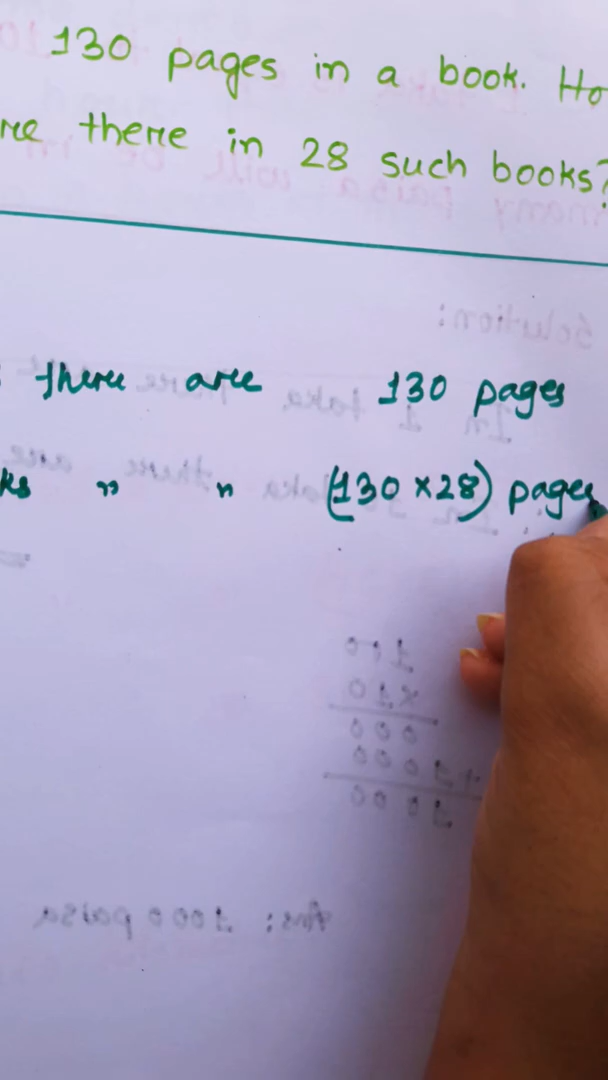 130 pages in a book. Ho
re there in 28 such books?
: there are 130 pages
ks " " (130 ×28) pages